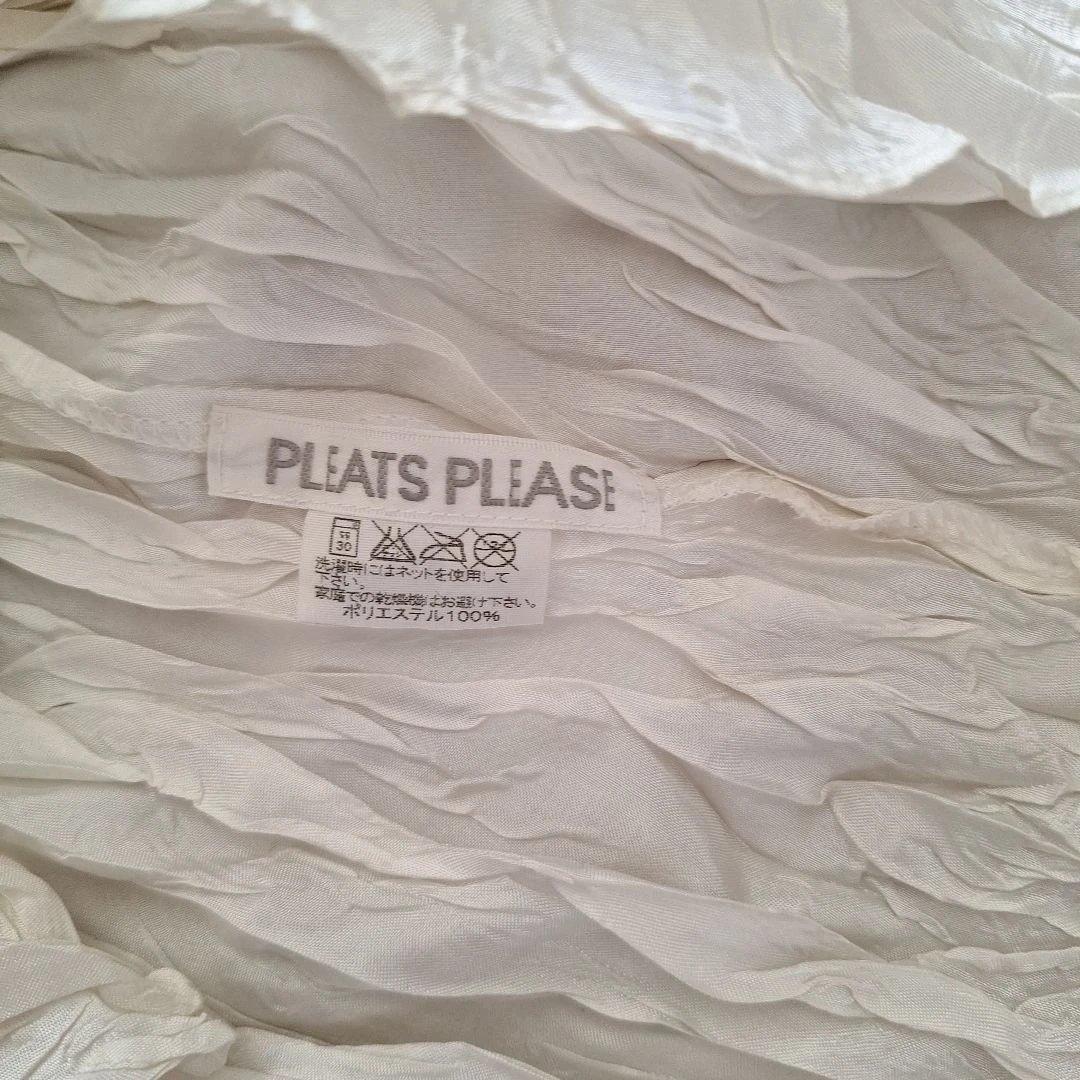 PLEATS PLEASE
弱
30
洗濯時にはネットを使用して
下さい。
家庭での乾燥機はお避け下さい。
ポリエステル100%